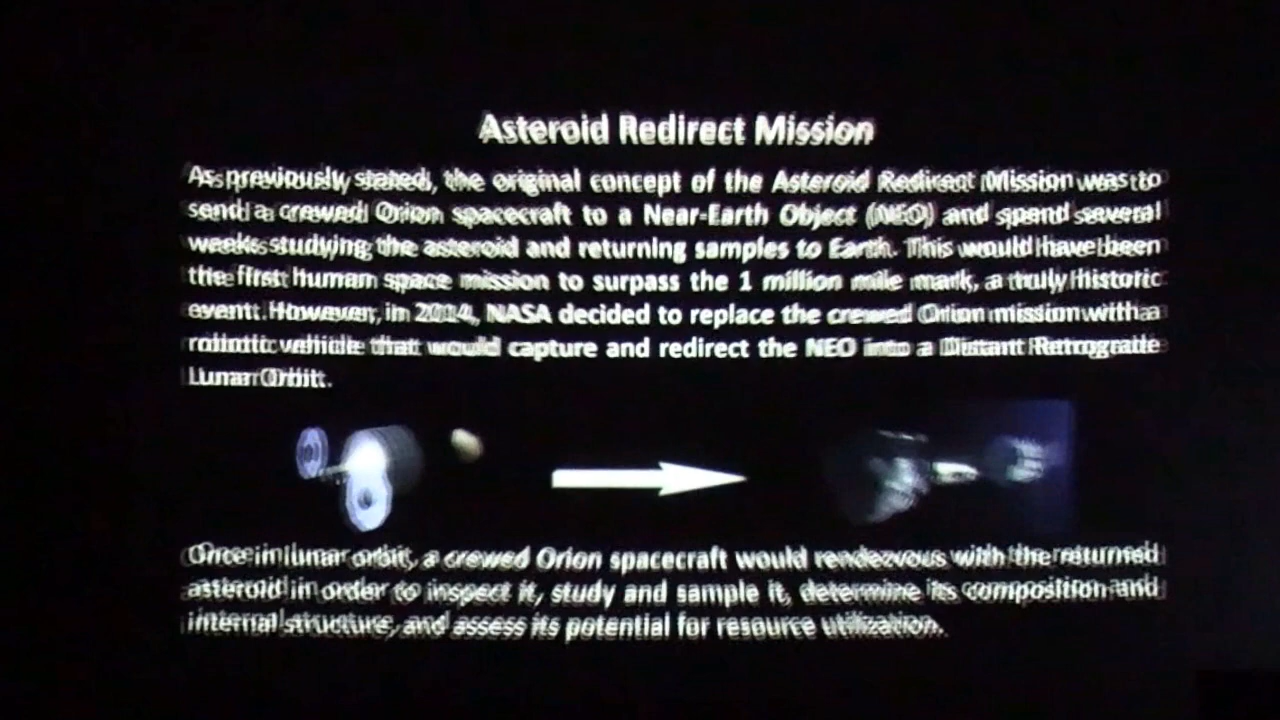 Asteroid Redirect Mission
As previously stated, the original concept of the Asteroid Redirect Mission was to
send a crewed Orion spacecraft to a Near-Earth Object (NEO) and spend several
weeks studying the asteroid and returning samples to Earth. This would have been
the first human space mission to surpass the 1 million mile mark, a truly historic
event. However, in 2014, NASA decided to replace the crewed Orion mission with a
robotic vehicle that would capture and redirect the NEO into a Distant Retrograde
Lunar Orbit.
Once in lunar orbit, a crewed Orion spacecraft would rendezvous with the returned
asteroid in order to inspect it, study and sample it, determine its composition and
internal structure, and assess its potential for resource utilization.